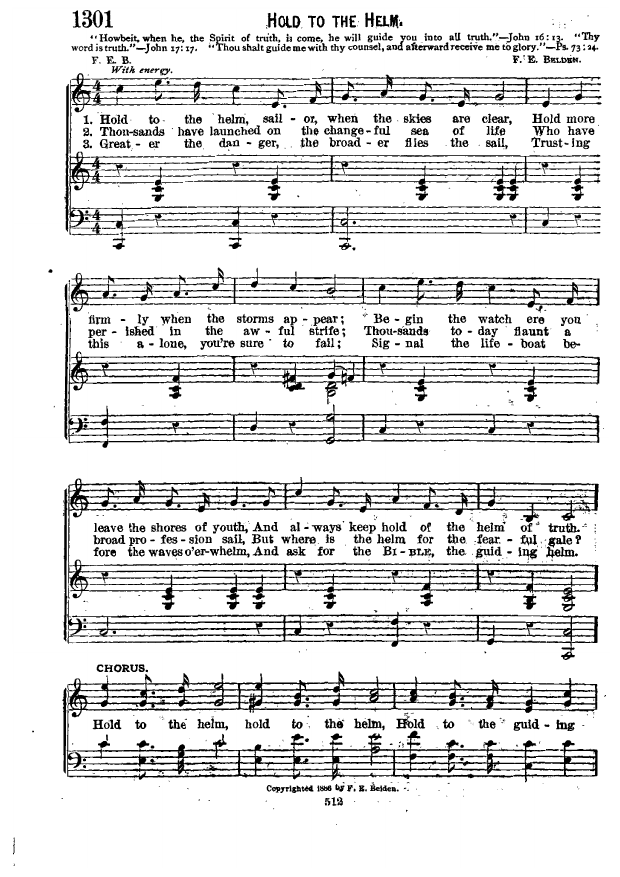 1301 HOLD TO THE HELM.
"Howbeit, when he, the Spirit of truth, is come, he will guide you into all truth."—John 16:13. "Thy
word is truth."—John 17:17. "Thou shalt guide me with thy counsel, and afterward receive me to glory."—Ps. 73:24.
F. E. B. F. E. BELDEN.
With energy.
1. Hold to the helm, sail - or, when the skies are clear, Hold more
2. Thou-sands have launched on the change-ful sea of life Who have
3. Great - er the dan - ger, the broad - er flies the sail, Trust - ing
firm - ly when the storms ap - pear; Be - gin the watch ere you
per - ished in the aw - ful strife; Thou-sands to - day flaunt a
this a - lone, you're sure to fail; Sig - nal the life - boat be-
leave the shores of youth, And al - ways keep hold of the helm of truth.
broad pro - fes - sion sail, But where is the helm for the fear - ful gale?
fore the waves o'er-whelm, And ask for the BI - BLE, the guid - ing helm.
CHORUS.
Hold to the helm, hold to the helm, Hold to the guid - ing
Copyrighted 1886 by F. E. Belden.
512